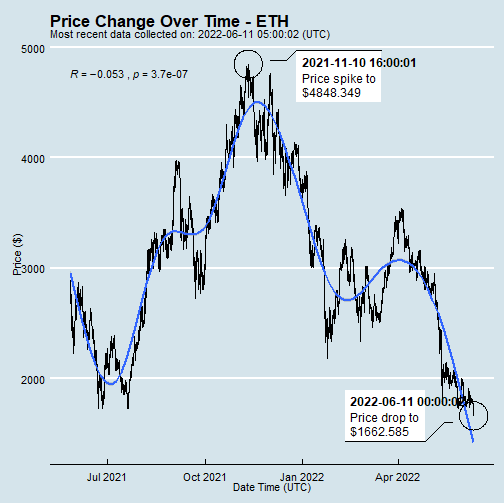 Price Change Over Time - ETH
Most recent data collected on: 2022-06-11 05:00:02 (UTC)
5000
R = −0.053 , p = 3.7e-07
2021-11-10 16:00:01
Price spike to
$4848.349
4000
3000
Price ($)
2000
2022-06-11 00:00:02
Price drop to
$1662.585
Jul 2021
Oct 2021
Jan 2022
Apr 2022
Date Time (UTC)